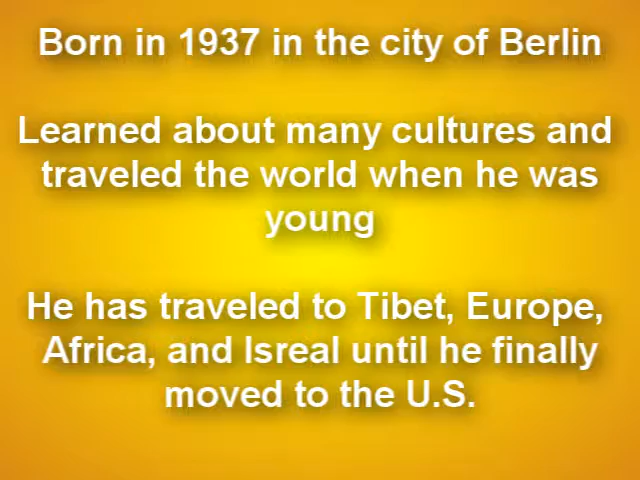 Born in 1937 in the city of Berlin
Learned about many cultures and
traveled the world when he was
young
He has traveled to Tibet, Europe,
Africa, and Isreal until he finally
moved to the U.S.